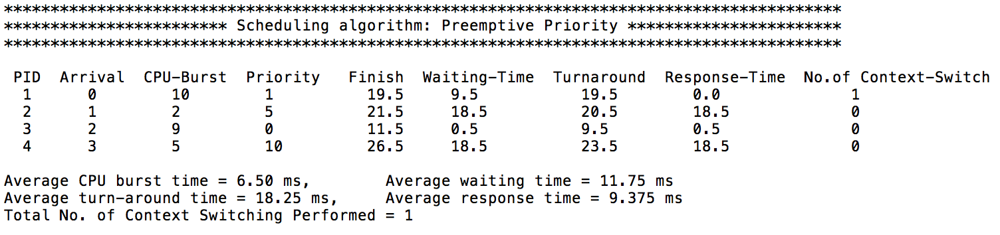 ******************************************************************************************
************************ Scheduling algorithm: Preemptive Priority ***********************
******************************************************************************************
PID Arrival CPU-Burst Priority Finish Waiting-Time Turnaround Response-Time No.of Context-Switch
1 0 10 1 19.5 9.5 19.5 0.0 1
2 1 2 5 21.5 18.5 20.5 18.5 0
3 2 9 0 11.5 0.5 9.5 0.5 0
4 3 5 10 26.5 18.5 23.5 18.5 0
Average CPU burst time = 6.50 ms, Average waiting time = 11.75 ms
Average turn-around time = 18.25 ms, Average response time = 9.375 ms
Total No. of Context Switching Performed = 1